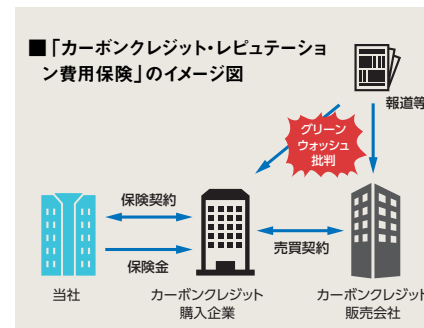 ■「カーボンクレジット・レピュテーショ
ン費用保険」のイメージ図
報道等
グリーン
ウォッシュ
批判
保険契約
保険金
売買契約
当社
カーボンクレジット
購入企業
カーボンクレジット
販売会社